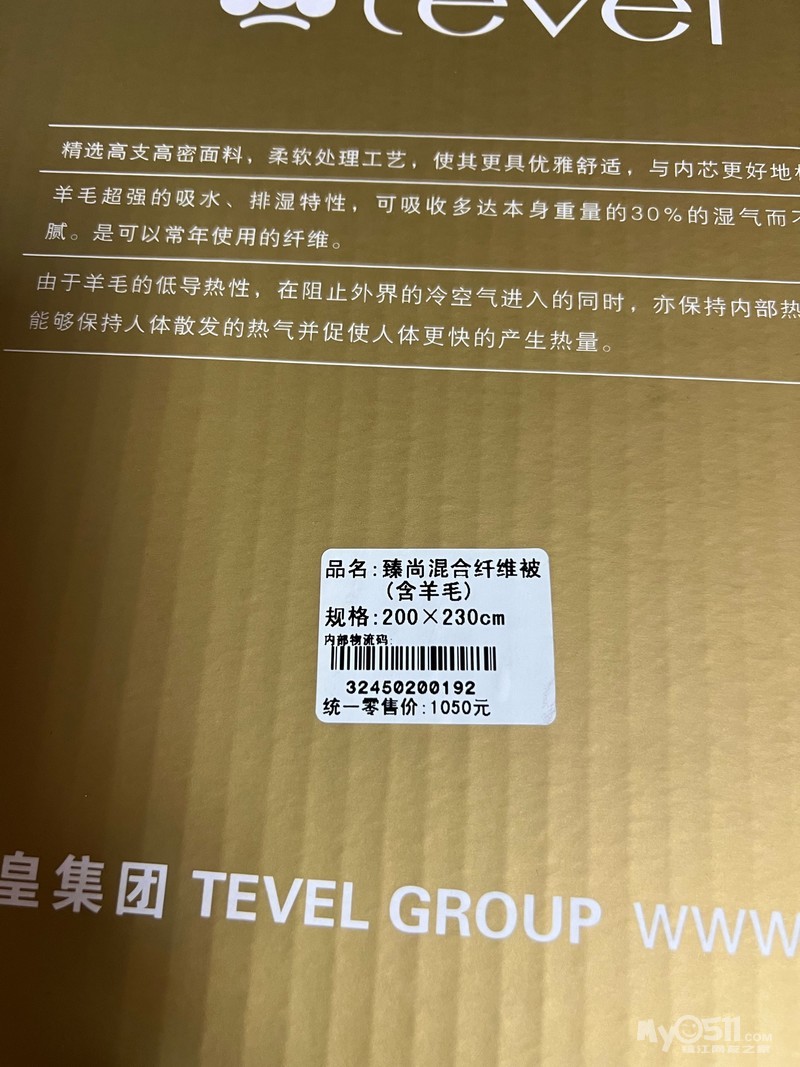 tevel
精选高支高密面料，柔软处理工艺，使其更具优雅舒适，与内芯更好地
羊毛超强的吸水、排湿特性，可吸收多达本身重量的30%的湿气而不
腻。是可以常年使用的纤维。
由于羊毛的低导热性，在阻止外界的冷空气进入的同时，亦保持内部热
能够保持人体散发的热气并促使人体更快的产生热量。
品名:臻尚混合纤维被
(含羊毛)
规格:200×230cm
内部物流码:
32450200192
统一零售价:1050元
皇集团 TEVEL GROUP WWW
My0511.COM
镇江网友之家